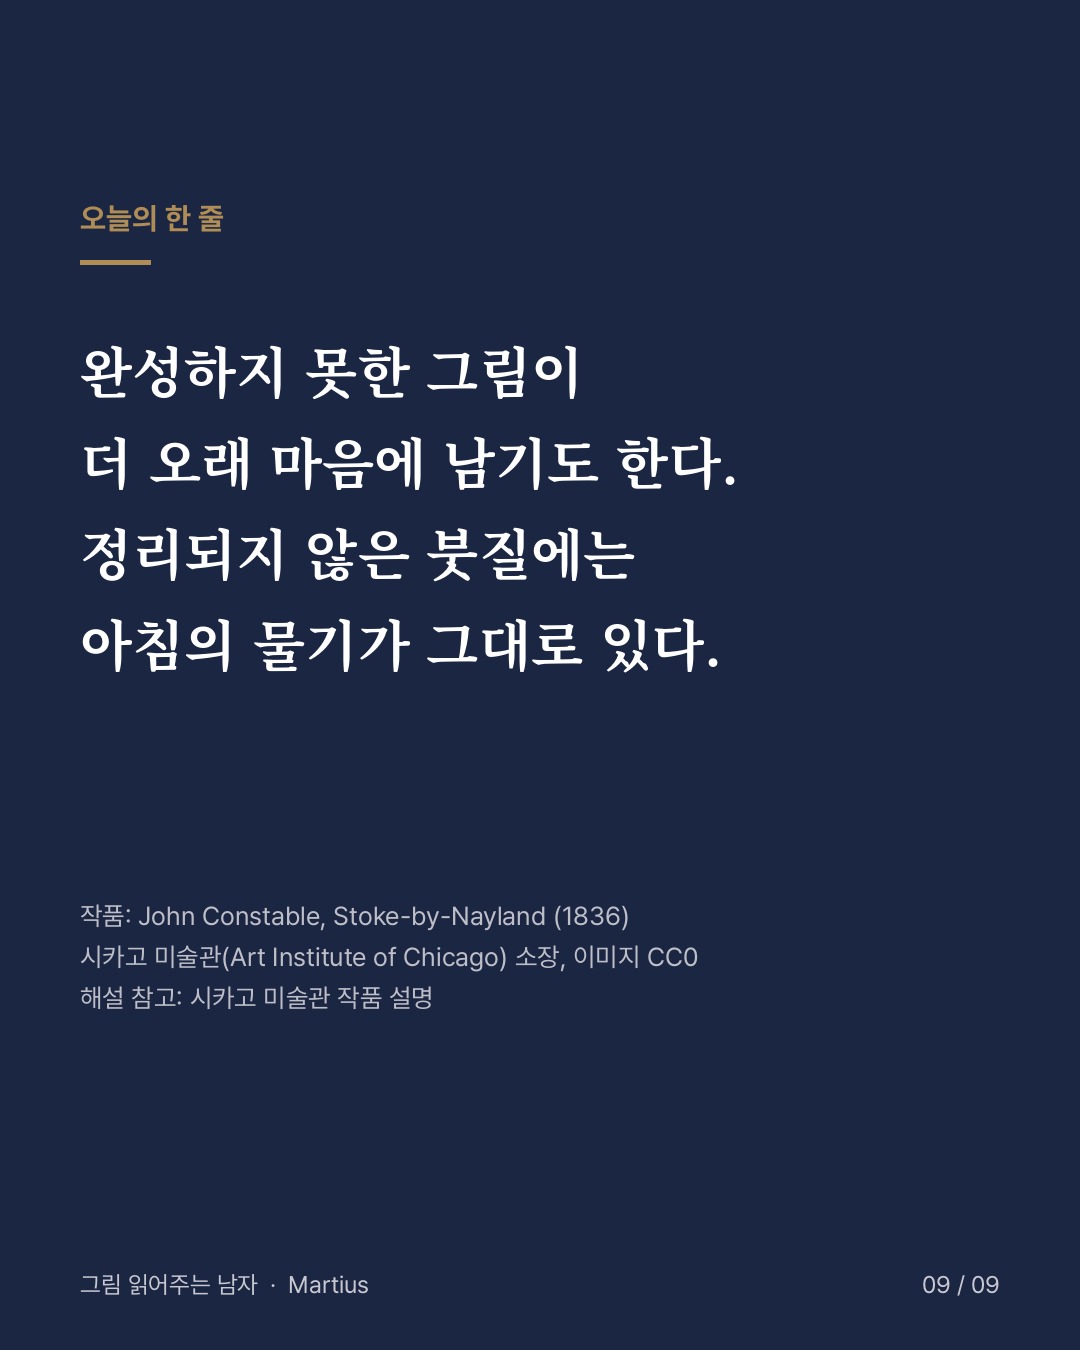 오늘의 한 줄
완성하지 못한 그림이
더 오래 마음에 남기도 한다.
정리되지 않은 붓질에는
아침의 물기가 그대로 있다.
작품: John Constable, Stoke-by-Nayland (1836)
시카고 미술관(Art Institute of Chicago) 소장, 이미지 CC0
해설 참고: 시카고 미술관 작품 설명
그림 읽어주는 남자 · Martius
09 / 09